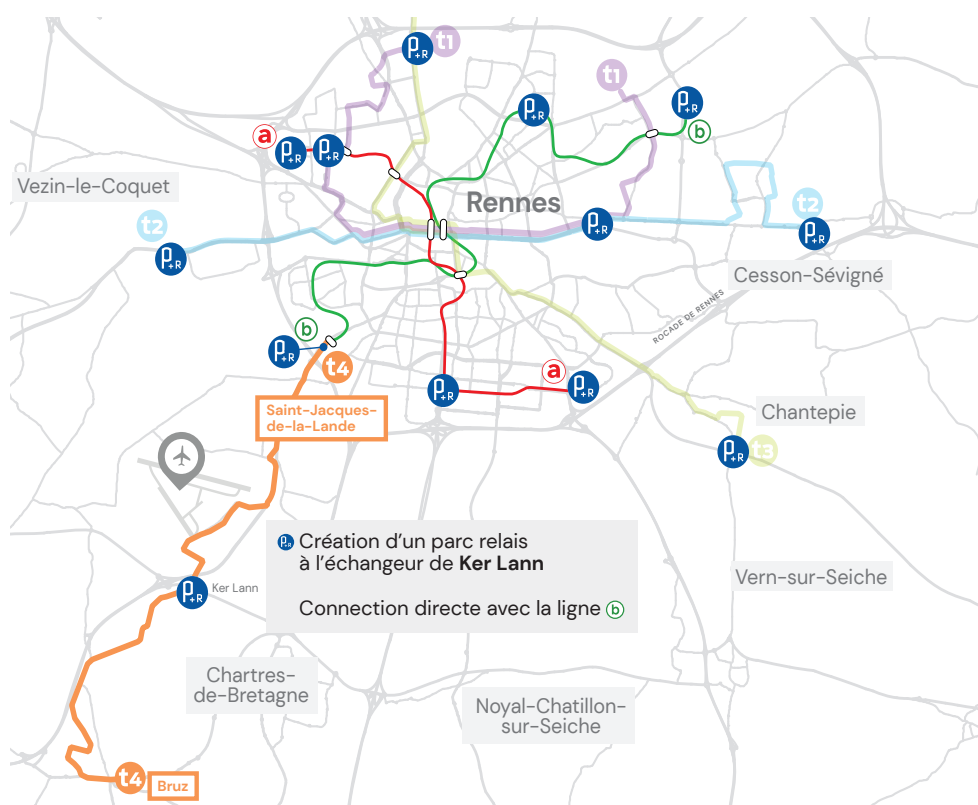 P+R
t1
t1
P+R
P+R
b
a
P+R
P+R
Rennes
Vezin-le-Coquet
t2
P+R
P+R
t2
P+R
Cesson-Sévigné
ROCADE DE RENNES
b
P+R
t4
a
P+R
P+R
Saint-Jacques-
de-la-Lande
Chantepie
P+R
t3
P+R Création d'un parc relais
à l'échangeur de Ker Lann
Connection directe avec la ligne b
P+R
Ker Lann
Vern-sur-Seiche
Chartres-
de-Bretagne
Noyal-Chatillon-
sur-Seiche
t4
Bruz